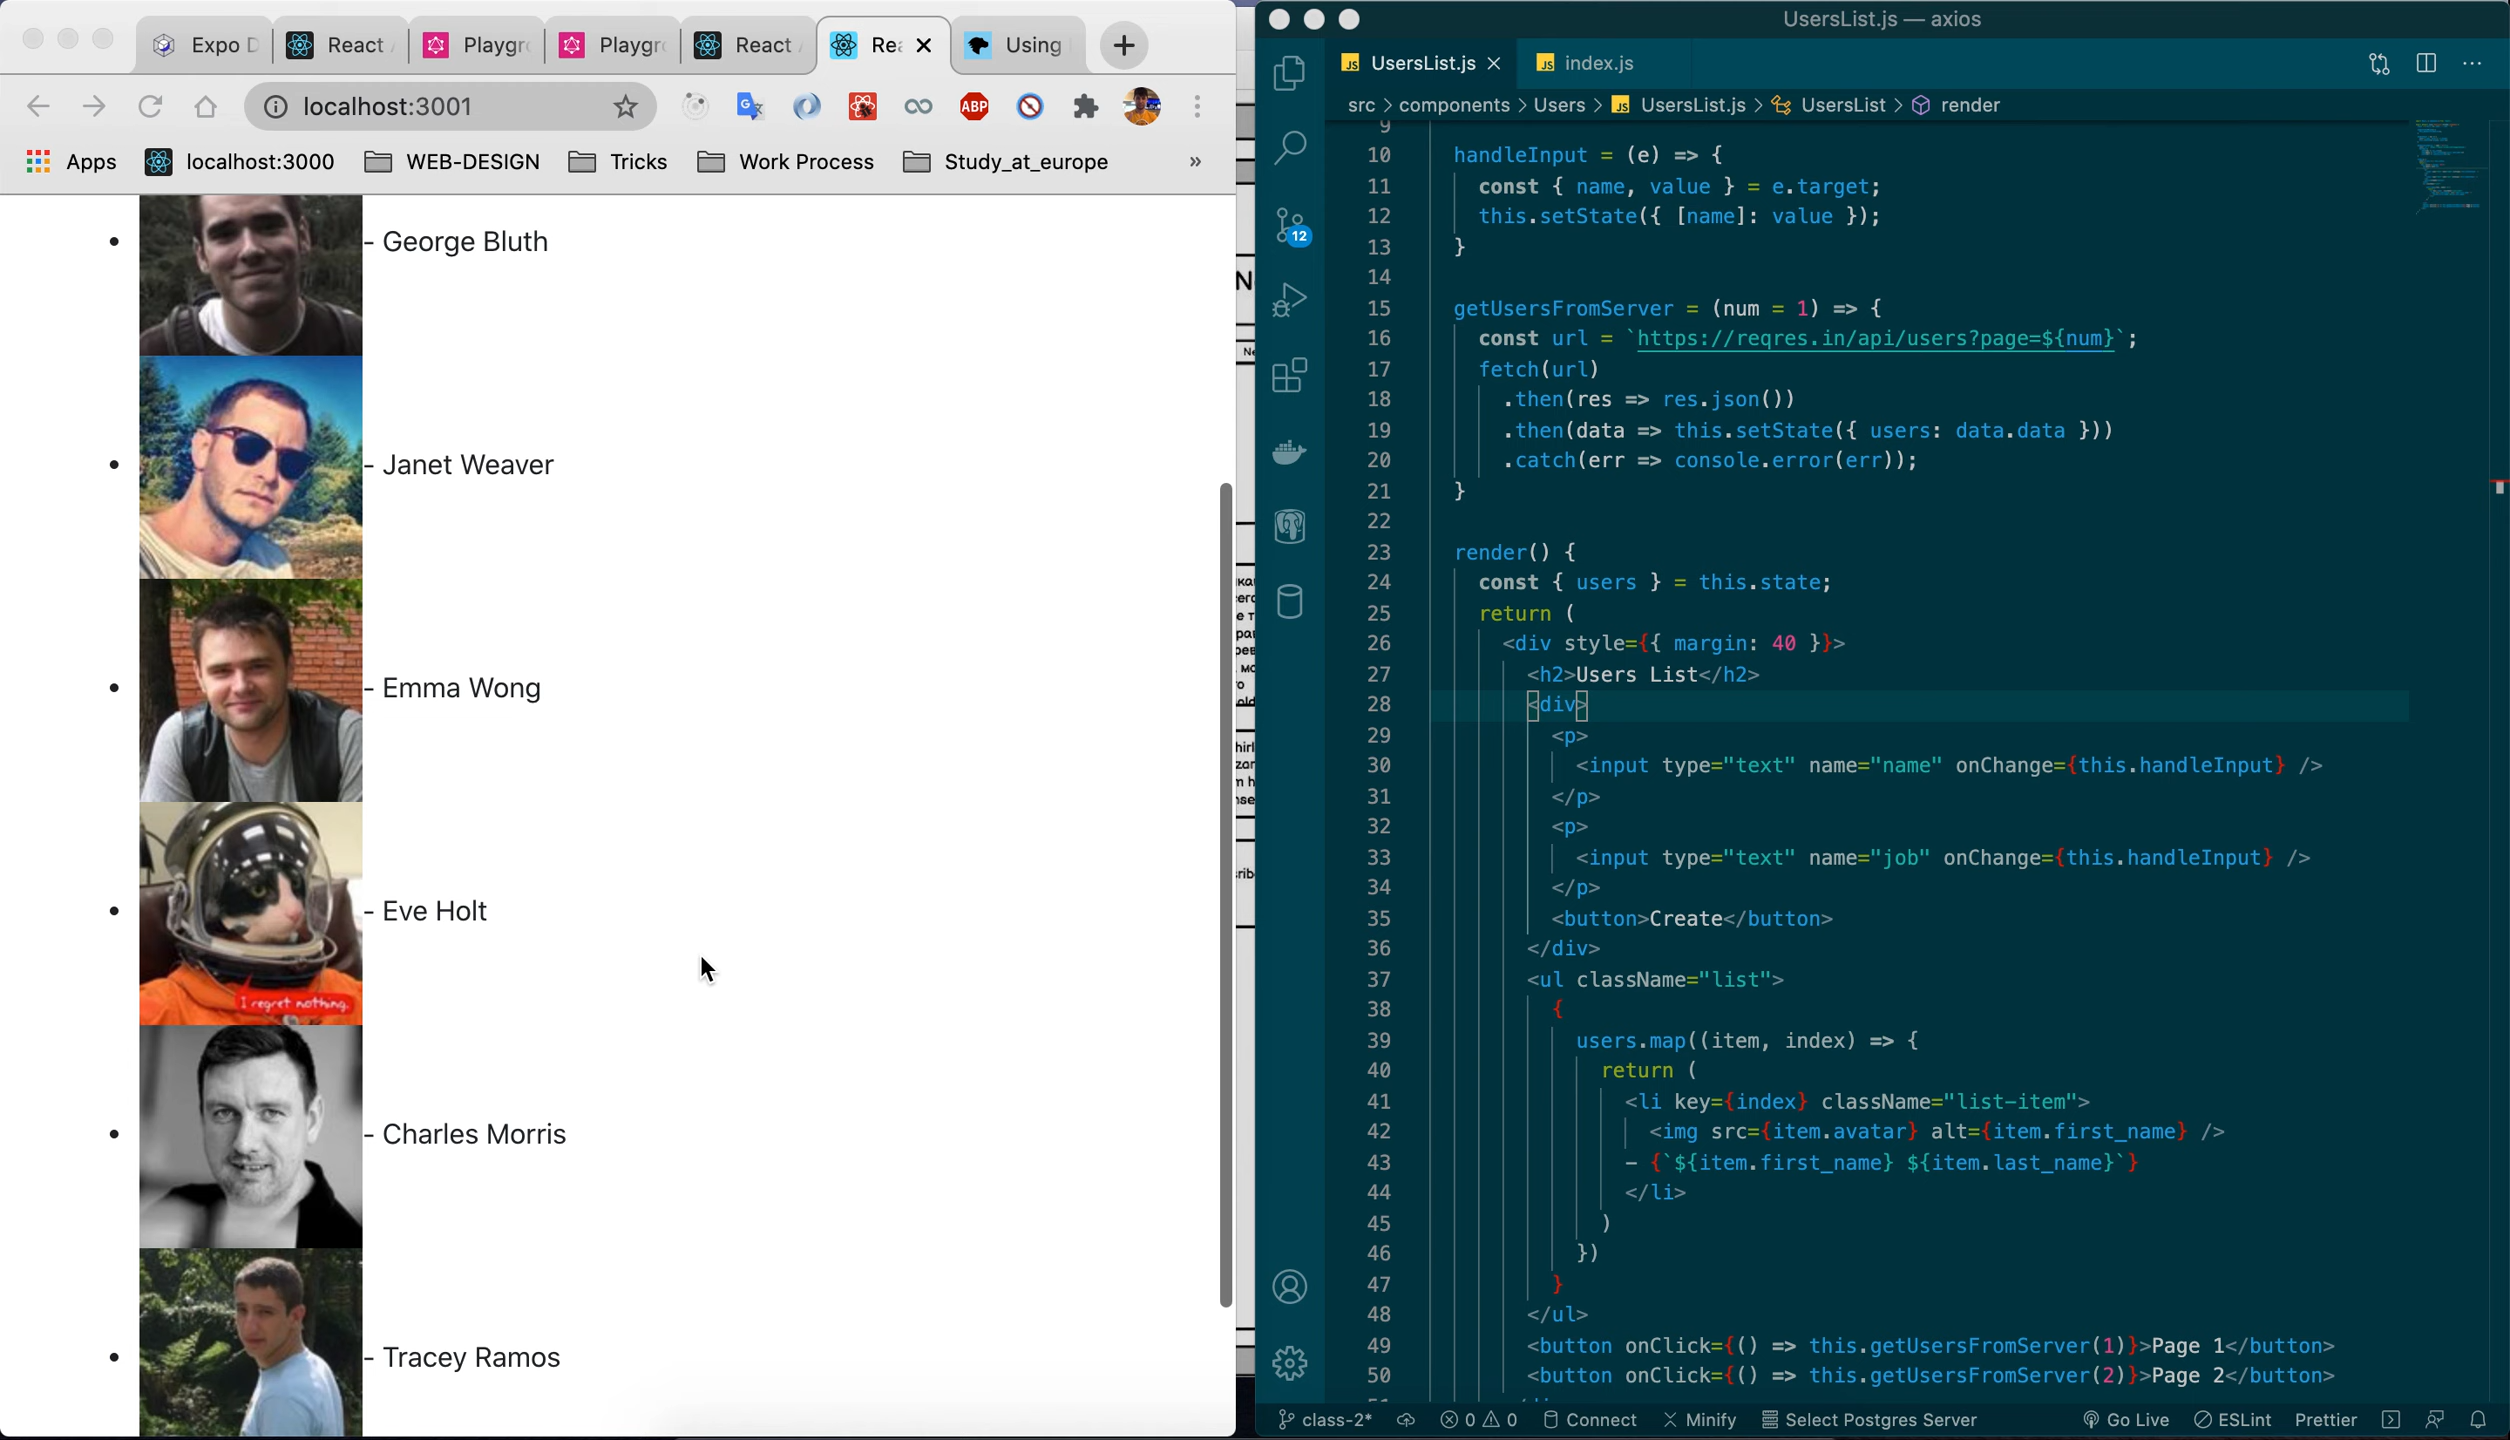 Expo D
React
Playgr
Playgr
React
Rea
Using
localhost:3001
ABP
Apps
localhost:3000
WEB-DESIGN
Tricks
Work Process
Study_at_europe
»
- George Bluth
- Janet Weaver
- Emma Wong
- Eve Holt
I regret nothing.
- Charles Morris
- Tracey Ramos
UsersList.js — axios
JS UsersList.js
JS index.js
src > components > Users > JS UsersList.js > UsersList > render
12
9
10 handleInput = (e) => {
11 const { name, value } = e.target;
12 this.setState({ [name]: value });
13 }
14
15 getUsersFromServer = (num = 1) => {
16 const url = `https://reqres.in/api/users?page=${num}`;
17 fetch(url)
18 .then(res => res.json())
19 .then(data => this.setState({ users: data.data }))
20 .catch(err => console.error(err));
21 }
22
23 render() {
24 const { users } = this.state;
25 return (
26 <div style={{ margin: 40 }}>
27 <h2>Users List</h2>
28 <div>
29 <p>
30 <input type="text" name="name" onChange={this.handleInput} />
31 </p>
32 <p>
33 <input type="text" name="job" onChange={this.handleInput} />
34 </p>
35 <button>Create</button>
36 </div>
37 <ul className="list">
38 {
39 users.map((item, index) => {
40 return (
41 <li key={index} className="list-item">
42 <img src={item.avatar} alt={item.first_name} />
43 - {`${item.first_name} ${item.last_name}`}
44 </li>
45 )
46 })
47 }
48 </ul>
49 <button onClick={() => this.getUsersFromServer(1)}>Page 1</button>
50 <button onClick={() => this.getUsersFromServer(2)}>Page 2</button>
class-2*
0
0
Connect
Minify
Select Postgres Server
Go Live
ESLint
Prettier